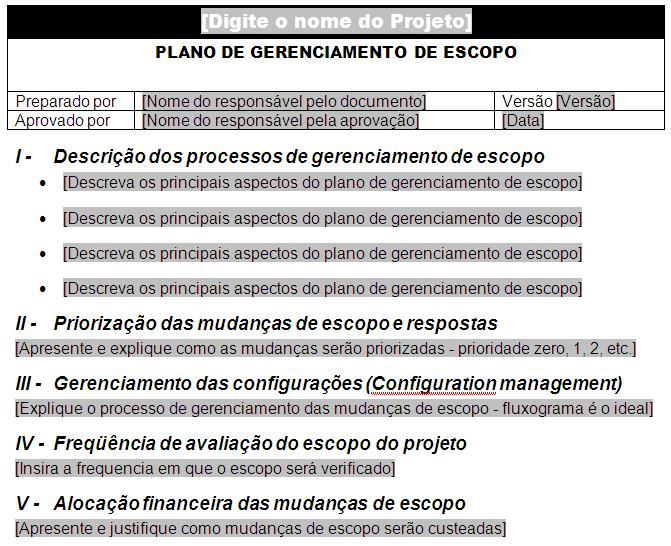 [Digite o nome do Projeto]
PLANO DE GERENCIAMENTO DE ESCOPO
Preparado por [Nome do responsável pelo documento] Versão [Versão]
Aprovado por [Nome do responsável pela aprovação] [Data]
I - Descrição dos processos de gerenciamento de escopo
• [Descreva os principais aspectos do plano de gerenciamento de escopo]
• [Descreva os principais aspectos do plano de gerenciamento de escopo]
• [Descreva os principais aspectos do plano de gerenciamento de escopo]
• [Descreva os principais aspectos do plano de gerenciamento de escopo]
II - Priorização das mudanças de escopo e respostas
[Apresente e explique como as mudanças serão priorizadas - prioridade zero, 1, 2, etc.]
III - Gerenciamento das configurações (Configuration management)
[Explique o processo de gerenciamento das mudanças de escopo - fluxograma é o ideal]
IV - Freqüência de avaliação do escopo do projeto
[Insira a frequencia em que o escopo será verificado]
V - Alocação financeira das mudanças de escopo
[Apresente e justifique como mudanças de escopo serão custeadas]